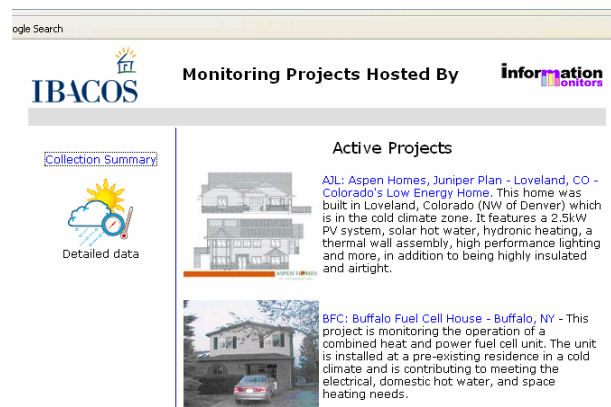 ogle Search
IBACOS
Monitoring Projects Hosted By
information
monitors
Collection Summary
Detailed data
Active Projects
AJL: Aspen Homes, Juniper Plan - Loveland, CO -
Colorado's Low Energy Home. This home was
built in Loveland, Colorado (NW of Denver) which
is in the cold climate zone. It features a 2.5kW
PV system, solar hot water, hydronic heating, a
thermal wall assembly, high performance lighting
and more, in addition to being highly insulated
and airtight.
ASPEN HOMES
BFC: Buffalo Fuel Cell House - Buffalo, NY - This
project is monitoring the operation of a
combined heat and power fuel cell unit. The unit
is installed at a pre-existing residence in a cold
climate and is contributing to meeting the
electrical, domestic hot water, and space
heating needs.